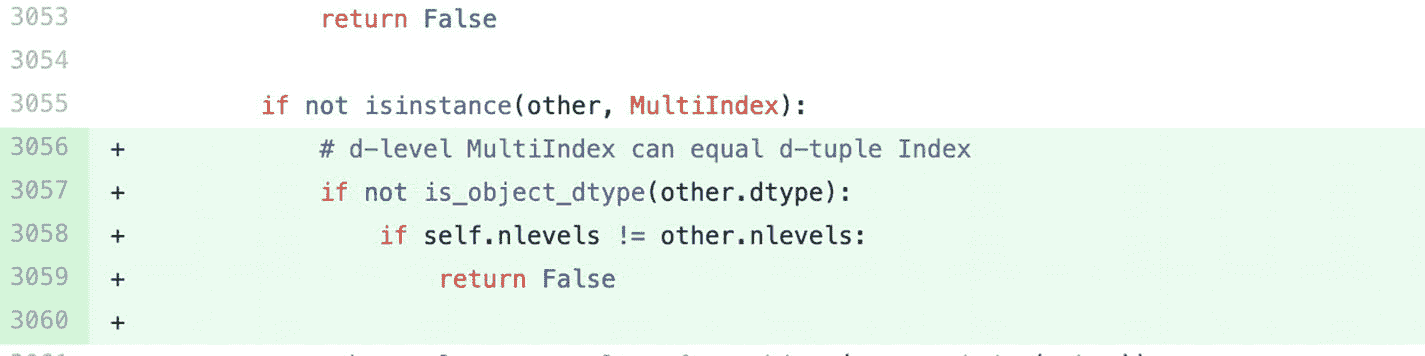 3053 return False
3054
3055 if not isinstance(other, MultiIndex):
3056 + # d-level MultiIndex can equal d-tuple Index
3057 + if not is_object_dtype(other.dtype):
3058 + if self.nlevels != other.nlevels:
3059 + return False
3060 +